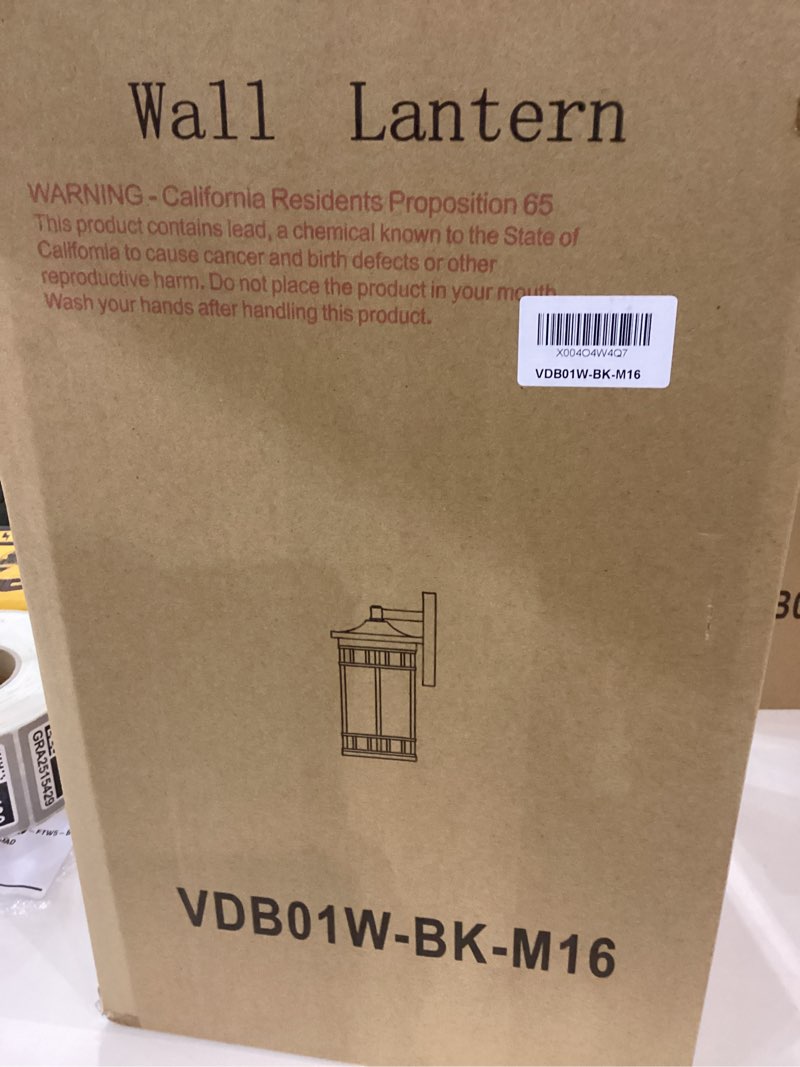 Wall Lantern
WARNING - California Residents Proposition 65
This product contains lead, a chemical known to the State of
California to cause cancer and birth defects or other
reproductive harm. Do not place the product in your mouth
Wash your hands after handling this product.
X004O4W4Q7
VDB01W-BK-M16
GRA2515429
VDB01W-BK-M16